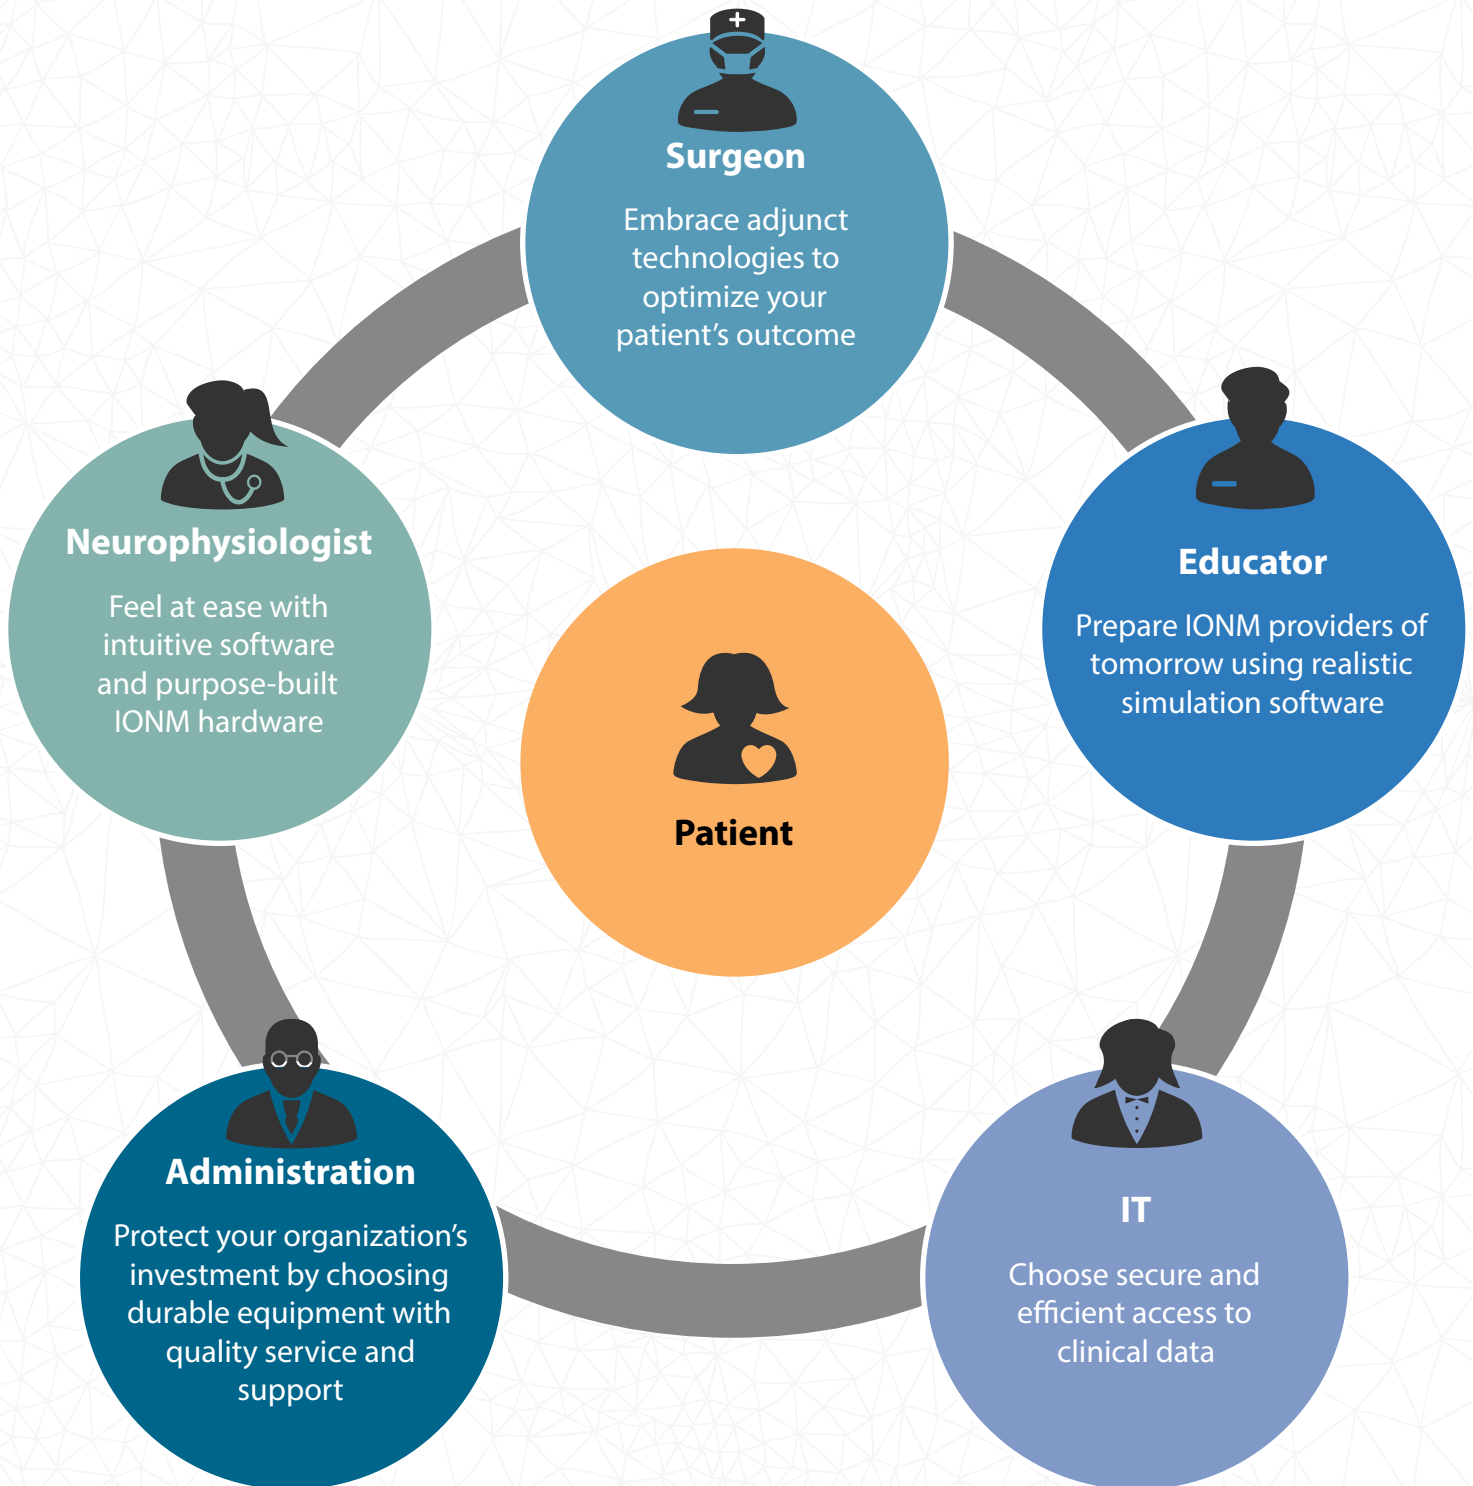 Surgeon
Embrace adjunct
technologies to
optimize your
patient’s outcome
Neurophysiologist
Feel at ease with
intuitive software
and purpose-built
IONM hardware
Educator
Prepare IONM providers of
tomorrow using realistic
simulation software
Patient
Administration
Protect your organization’s
investment by choosing
durable equipment with
quality service and
support
IT
Choose secure and
efficient access to
clinical data